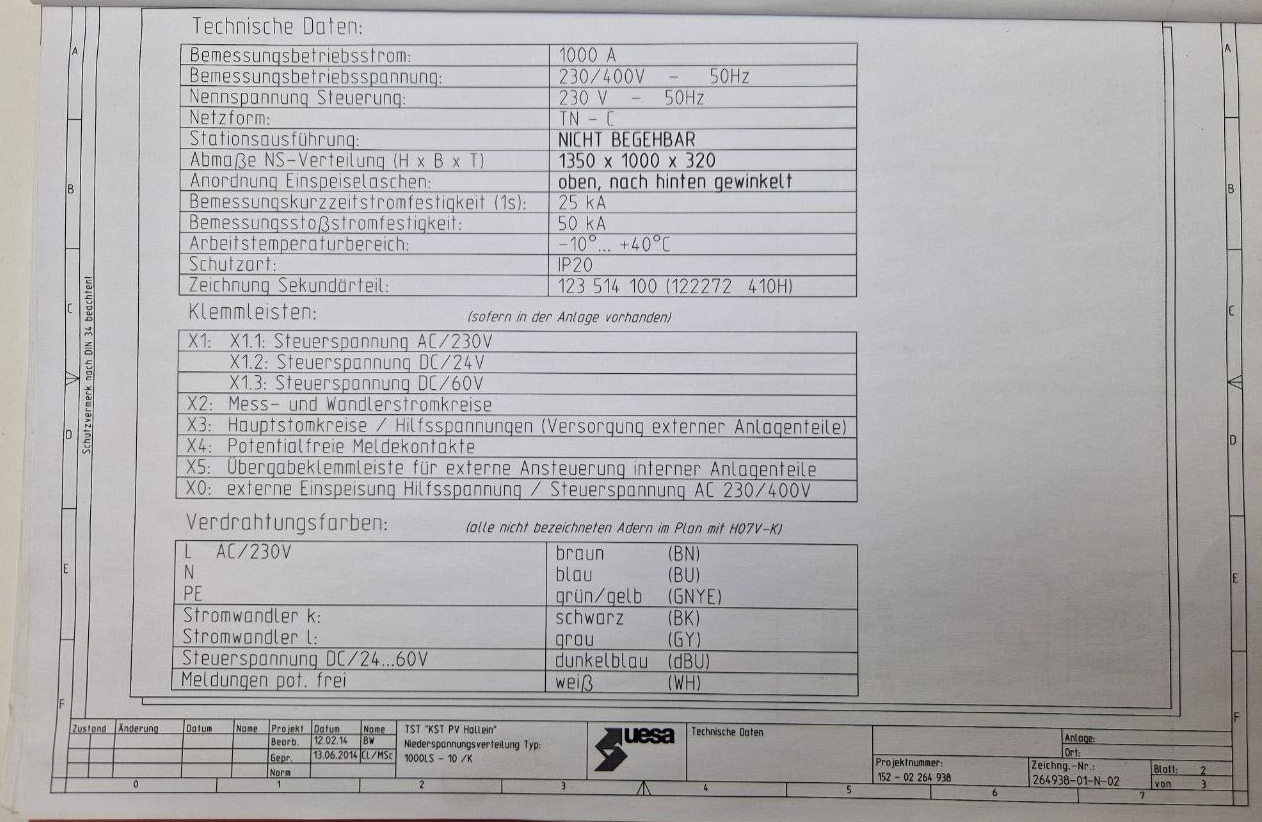 Technische Daten:
Bemessungsbetriebsstrom: 1000 A
Bemessungsbetriebsspannung: 230/400V - 50Hz
Nennspannung Steuerung: 230 V - 50Hz
Netzform: TN - C
Stationsausführung: NICHT BEGEHBAR
Abmaße NS-Verteilung (H x B x T) 1350 x 1000 x 320
Anordnung Einspeiselaschen: oben, nach hinten gewinkelt
Bemessungskurzzeitstromfestigkeit (1s): 25 kA
Bemessungsstoßstromfestigkeit: 50 kA
Arbeitstemperaturbereich: -10°... +40°C
Schutzart: IP20
Zeichnung Sekundärteil: 123 514 100 (122272 410H)
Klemmleisten: (sofern in der Anlage vorhanden)
X1: X1.1: Steuerspannung AC/230V
X1.2: Steuerspannung DC/24V
X1.3: Steuerspannung DC/60V
X2: Mess- und Wandlerstromkreise
X3: Hauptstomkreise / Hilfsspannungen (Versorgung externer Anlagenteile)
X4: Potentialfreie Meldekontakte
X5: Übergabeklemmleiste für externe Ansteuerung interner Anlagenteile
X0: externe Einspeisung Hilfsspannung / Steuerspannung AC 230/400V
Verdrahtungsfarben: (alle nicht bezeichneten Adern im Plan mit H07V-K)
L AC/230V braun (BN)
N blau (BU)
PE grün/gelb (GNYE)
Stromwandler k: schwarz (BK)
Stromwandler l: grau (GY)
Steuerspannung DC/24...60V dunkelblau (dBU)
Meldungen pot. frei weiß (WH)
Schutzvermerk nach DIN 34 beachten!
A
B
C
D
E
F
A
B
C
D
E
F
Zustand Änderung Datum Name
Projekt Datum Name
Bearb. 12.02.14 BW
Gepr. 13.06.2014 CL/MSc
Norm
TST "KST PV Hallein"
Niederspannungsverteilung Typ:
1000LS - 10 /K
uesa
Technische Daten
Projektnummer:
152 - 02 264 938
Anlage:
Ort:
Zeichng.-Nr.:
264938-01-N-02
Blatt: 2
von 3
0 1 2 3 4 5 6 7